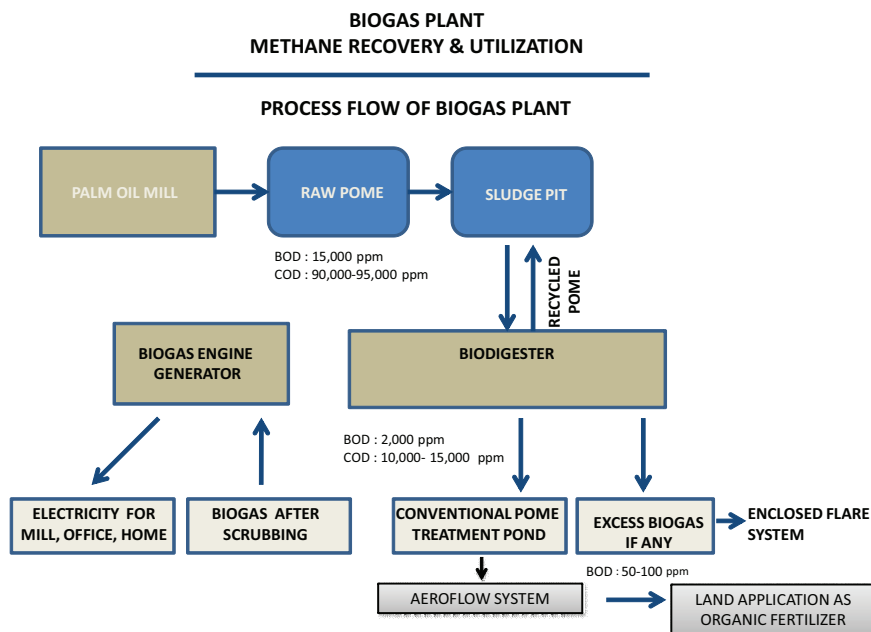 BIOGAS PLANT
METHANE RECOVERY & UTILIZATION
PROCESS FLOW OF BIOGAS PLANT
PALM OIL MILL
RAW POME
SLUDGE PIT
BOD : 15,000 ppm
COD : 90,000-95,000 ppm
RECYCLED
POME
BIOGAS ENGINE
GENERATOR
BIODIGESTER
BOD : 2,000 ppm
COD : 10,000- 15,000 ppm
ELECTRICITY FOR
MILL, OFFICE, HOME
BIOGAS AFTER
SCRUBBING
CONVENTIONAL POME
TREATMENT POND
EXCESS BIOGAS
IF ANY
ENCLOSED FLARE
SYSTEM
BOD : 50-100 ppm
AEROFLOW SYSTEM
LAND APPLICATION AS
ORGANIC FERTILIZER